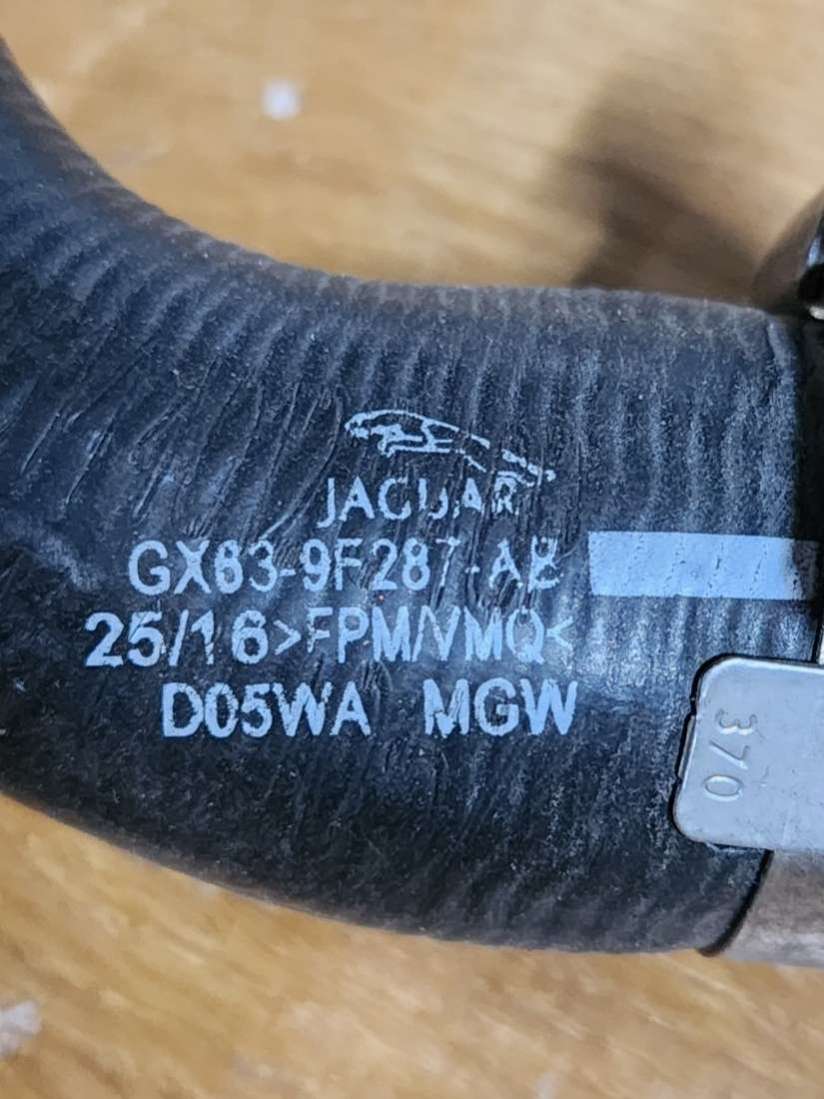 JAGUAR
GX63-9F287-AB
25/16>FPM/VMQ<
D05WA MGW
370